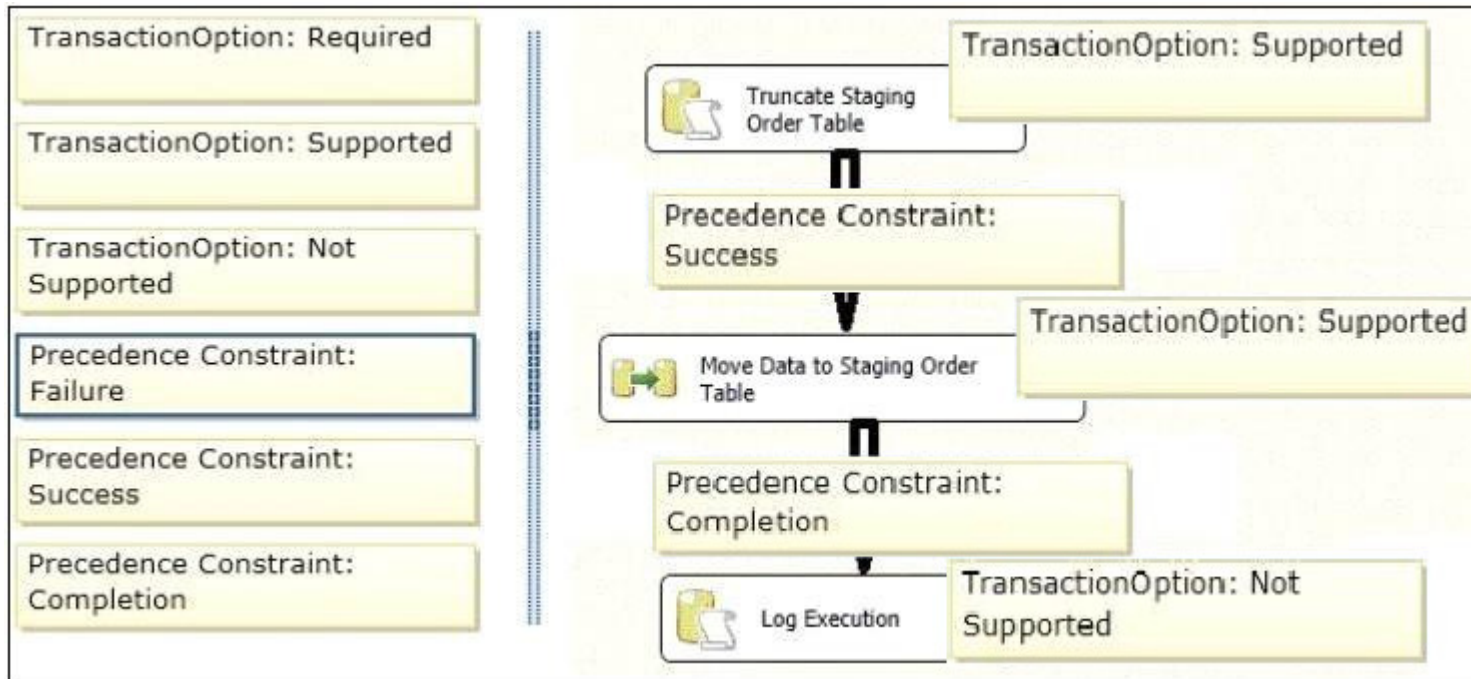 TransactionOption: Required
TransactionOption: Supported
TransactionOption: Not
Supported
Precedence Constraint:
Failure
Precedence Constraint:
Success
Precedence Constraint:
Completion
TransactionOption: Supported
Truncate Staging
Order Table
Precedence Constraint:
Success
TransactionOption: Supported
Move Data to Staging Order
Table
Precedence Constraint:
Completion
TransactionOption: Not
Supported
Log Execution